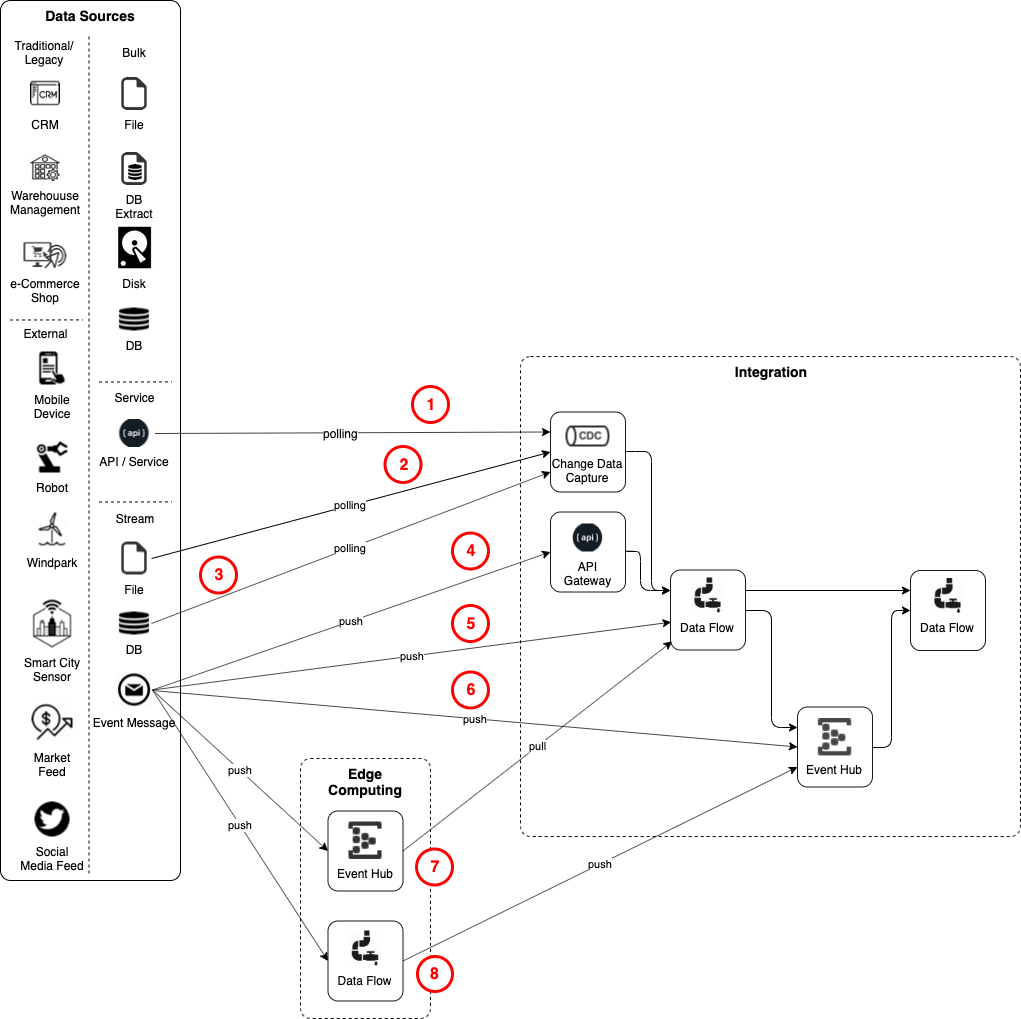 Data Sources
Traditional/
Legacy
CRM
CRM
Warehouuse
Management
e-Commerce
Shop
External
Mobile
Device
Robot
Windpark
Smart City
Sensor
$
Market
Feed
Social
Media Feed
Bulk
File
DB
Extract
Disk
DB
Service
{ api }
API / Service
Stream
File
DB
Event Message
1
polling
2
polling
3
polling
4
push
5
push
6
push
push
push
pull
push
Edge
Computing
Event Hub
7
Data Flow
8
Integration
CDC
Change Data
Capture
{ api }
API
Gateway
Data Flow
Data Flow
Event Hub